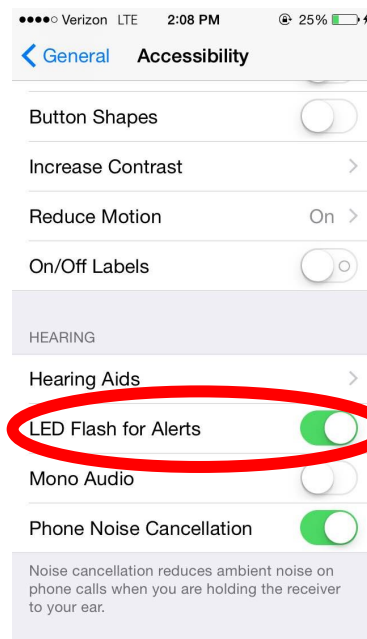 Verizon LTE 2:08 PM 25%
General Accessibility
Button Shapes
Increase Contrast
Reduce Motion On
On/Off Labels
HEARING
Hearing Aids
LED Flash for Alerts
Mono Audio
Phone Noise Cancellation
Noise cancellation reduces ambient noise on
phone calls when you are holding the receiver
to your ear.